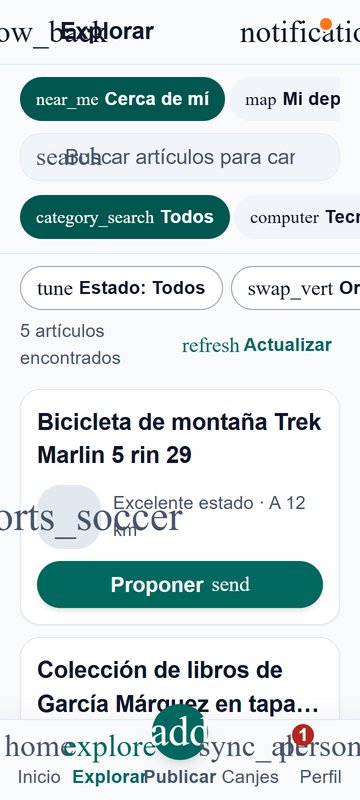 ow_back Explorar notificatio
near_me Cerca de mí map Mi dep
search Buscar artículos para car
category_search Todos computer Tecn
tune Estado: Todos swap_vert Or
5 artículos
encontrados
refresh Actualizar
Bicicleta de montaña Trek
Marlin 5 rin 29
orts_soccer
Excelente estado · A 12
km
Proponer send
Colección de libros de
García Márquez en tapa…
home explore add sync_a person 1
Inicio Explorar Publicar Canjes Perfil